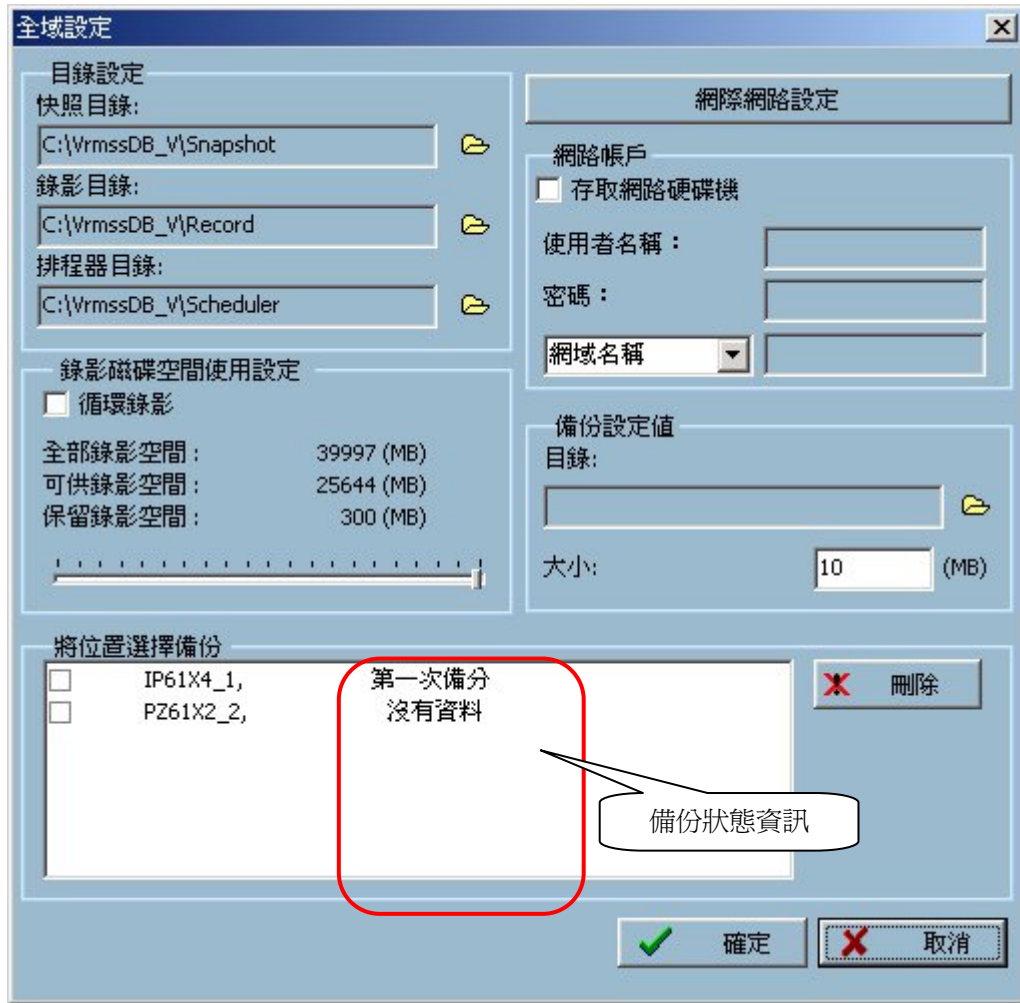 全域設定
目錄設定
快照目錄:
C:\VrmssDB_V\Snapshot
錄影目錄:
C:\VrmssDB_V\Record
排程器目錄:
C:\VrmssDB_V\Scheduler
錄影磁碟空間使用設定
循環錄影
全部錄影空間 : 39997 (MB)
可供錄影空間 : 25644 (MB)
保留錄影空間 : 300 (MB)
網際網路設定
網路帳戶
存取網路硬碟機
使用者名稱：
密碼：
網域名稱
備份設定值
目錄:
大小: 10 (MB)
將位置選擇備份
IP61X4_1, 第一次備分
PZ61X2_2, 沒有資料
刪除
備份狀態資訊
確定 取消